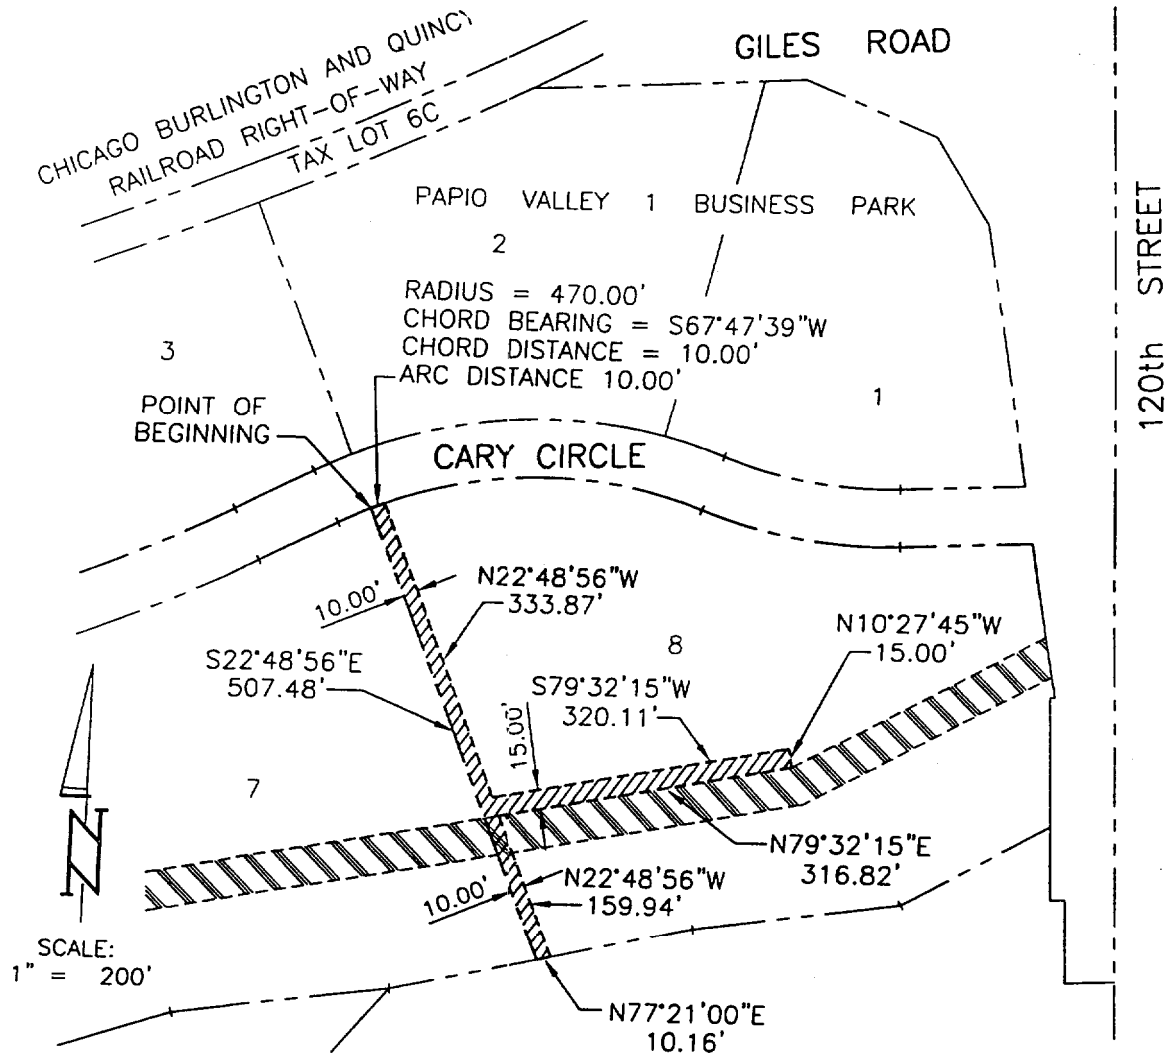 CHICAGO BURLINGTON AND QUINCY
RAILROAD RIGHT-OF-WAY
TAX LOT 6C
GILES ROAD
120th STREET
PAPIO VALLEY 1 BUSINESS PARK
2
RADIUS = 470.00'
CHORD BEARING = S67°47'39"W
CHORD DISTANCE = 10.00'
ARC DISTANCE 10.00'
3
1
POINT OF
BEGINNING
CARY CIRCLE
10.00'
N22°48'56"W
333.87'
N10°27'45"W
15.00'
8
S22°48'56"E
507.48'
S79°32'15"W
320.11'
15.00'
7
N79°32'15"E
316.82'
10.00'
N22°48'56"W
159.94'
N
SCALE:
1" = 200'
N77°21'00"E
10.16'